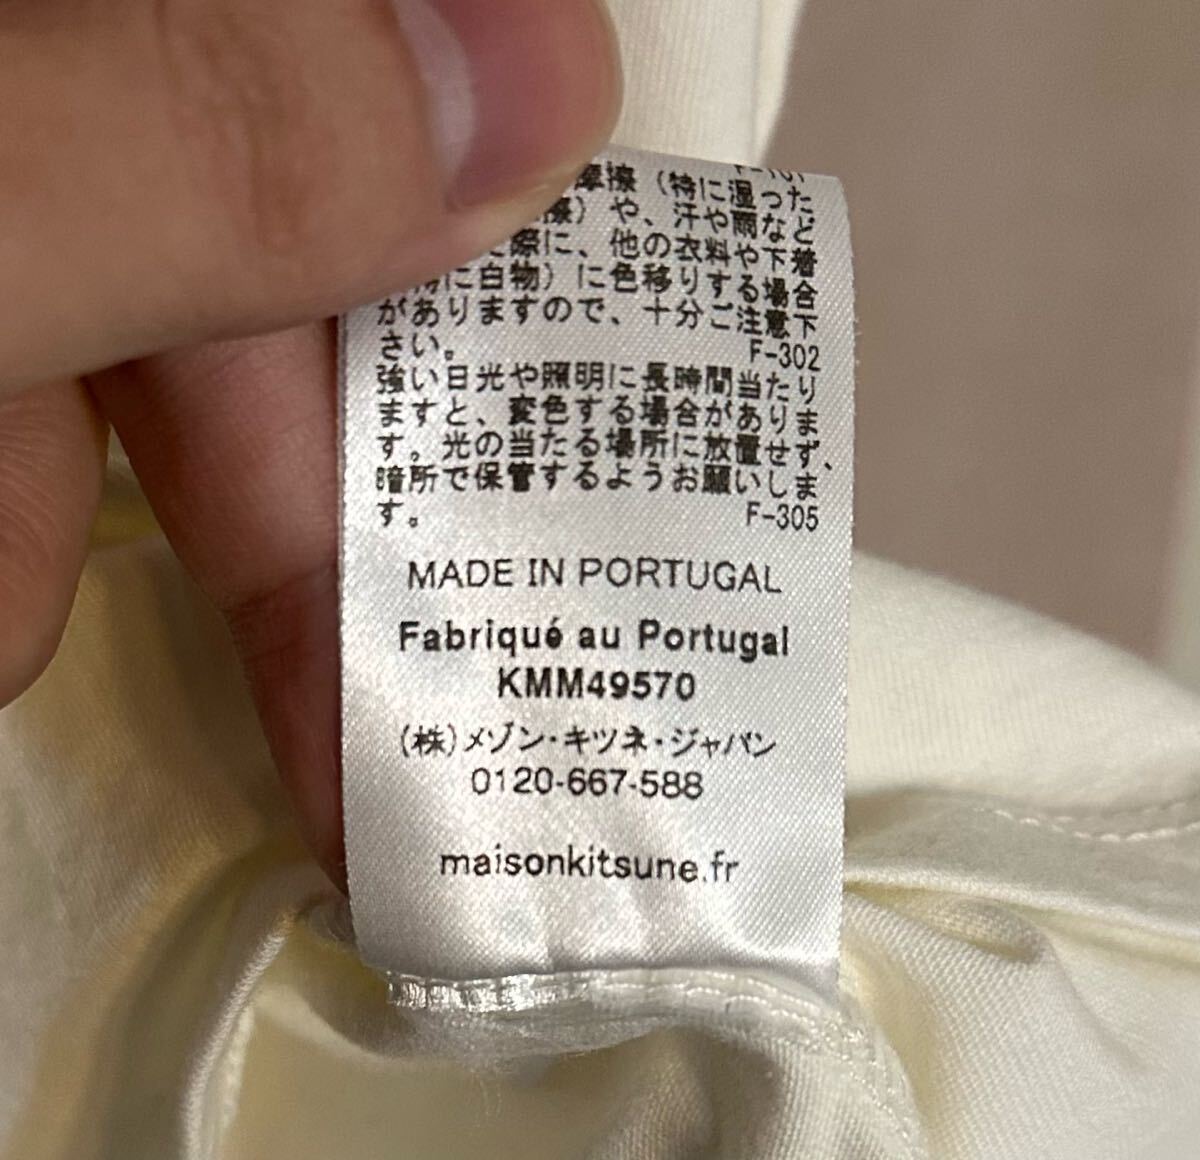 摩擦（特に湿った
擦）や、汗や雨など
た際に、他の衣料や下着
に白物）に色移りする場合
がありますので、十分ご注意下
さい。 F-302
強い日光や照明に長時間当たり
ますと、変色する場合がありま
す。光の当たる場所に放置せず、
暗所で保管するようお願いしま
す。 F-305
MADE IN PORTUGAL
Fabriqué au Portugal
KMM49570
(株)メゾン・キツネ・ジャパン
0120-667-588
maisonkitsune.fr